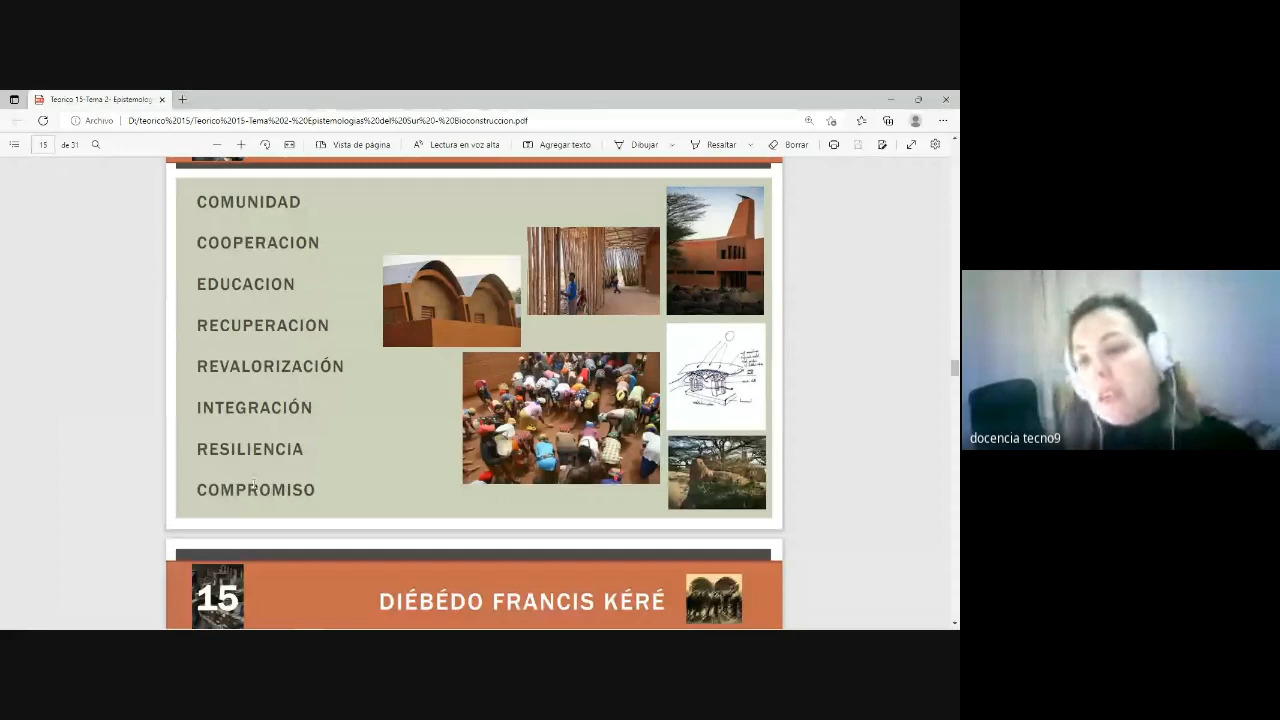 Teorico 15-Tema 2- Epistemolog
Archivo
D:/teorico%2015/Teorico%2015-Tema%202-%20Epistemologias%20del%20Sur%20-%20Bioconstruccion.pdf
15 de 31
Vista de página
Lectura en voz alta
Agregar texto
Dibujar
Resaltar
Borrar
COMUNIDAD
COOPERACION
EDUCACION
RECUPERACION
REVALORIZACIÓN
INTEGRACIÓN
RESILIENCIA
COMPROMISO
15
DIÉBÉDO FRANCIS KÉRÉ
docencia tecno9